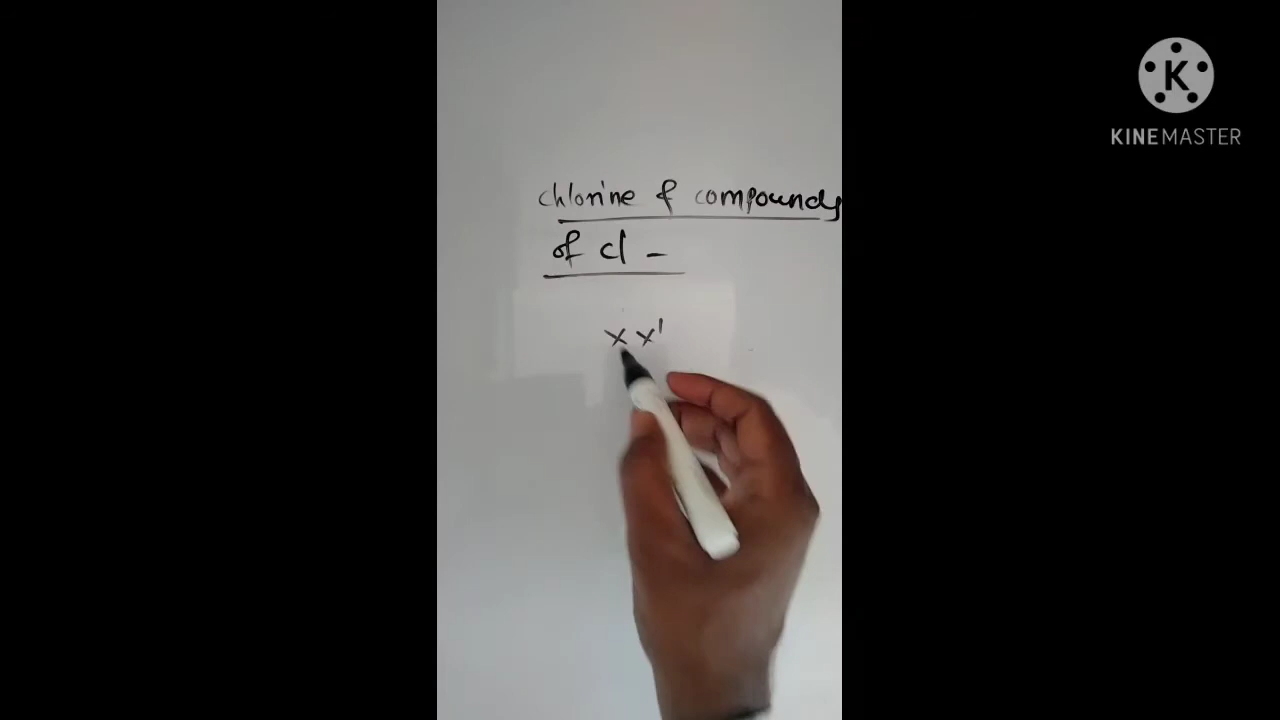 chlorine & compounds
of cl -
x x'
K
KINEMASTER